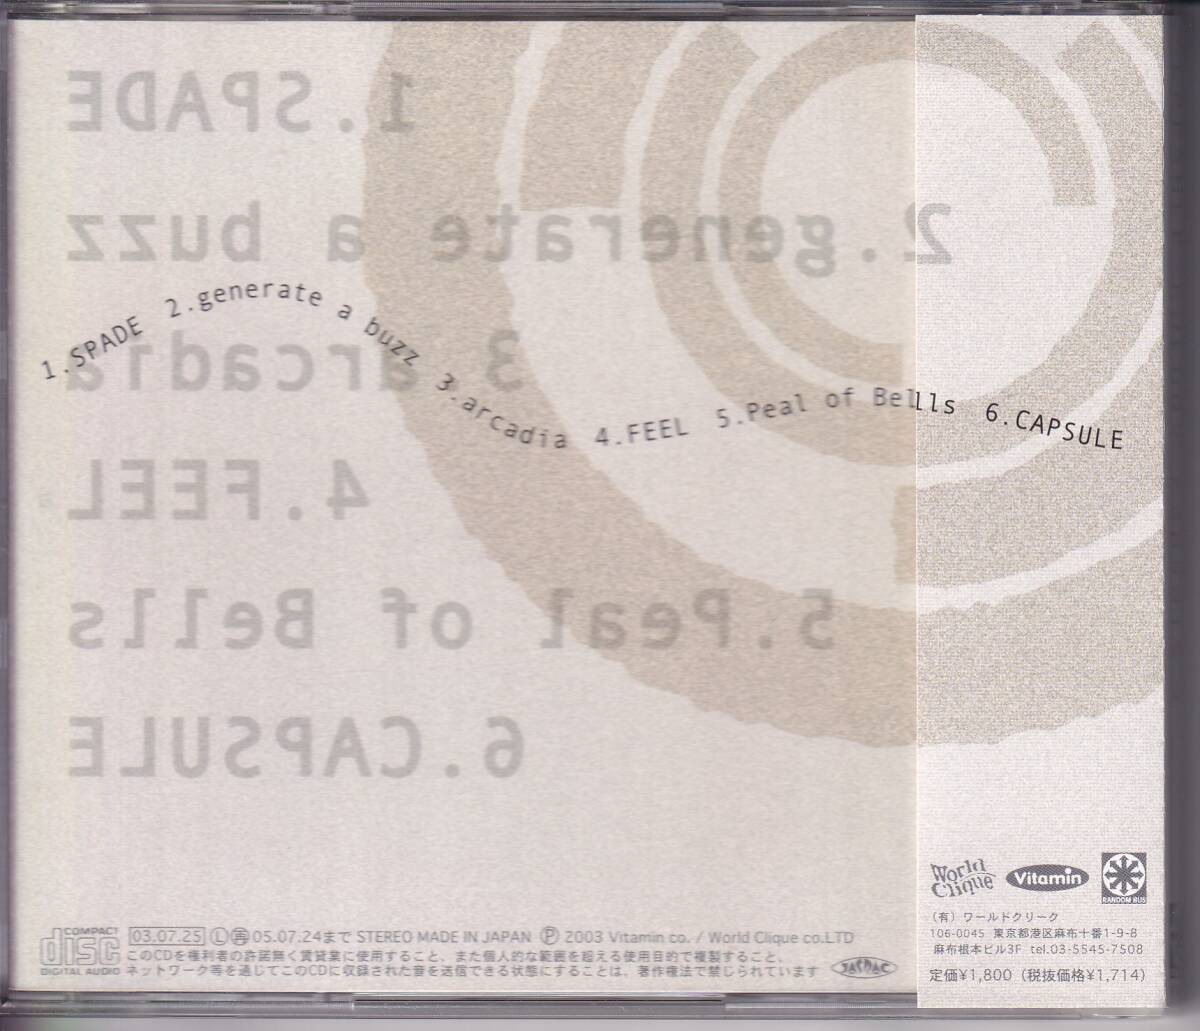 1.SPADE
2.generate a buzz
3 arcadia
4.FEEL
5.Peal of Bells
6.CAPSULE
1.SPADE 2.generate a buzz 3.arcadia 4.FEEL 5.Peal of Bells 6.CAPSULE
World Clique Vitamin RANDOM BUS
(有) ワールドクリーク
106-0045 東京都港区麻布十番1-9-8
麻布根本ビル3F tel.03-5545-7508
定価¥1,800 (税抜価格¥1,714)
COMPACT disc DIGITAL AUDIO
03.07.25 Ⓛ 05.07.24まで STEREO MADE IN JAPAN Ⓟ 2003 Vitamin co. / World Clique co.LTD
このCDを権利者の許諾無く賃貸業に使用すること、また個人的な範囲を超える使用目的で複製すること、
ネットワーク等を通じてこのCDに収録された音を送信できる状態にすることは、著作権法で禁じられています
JASRAC